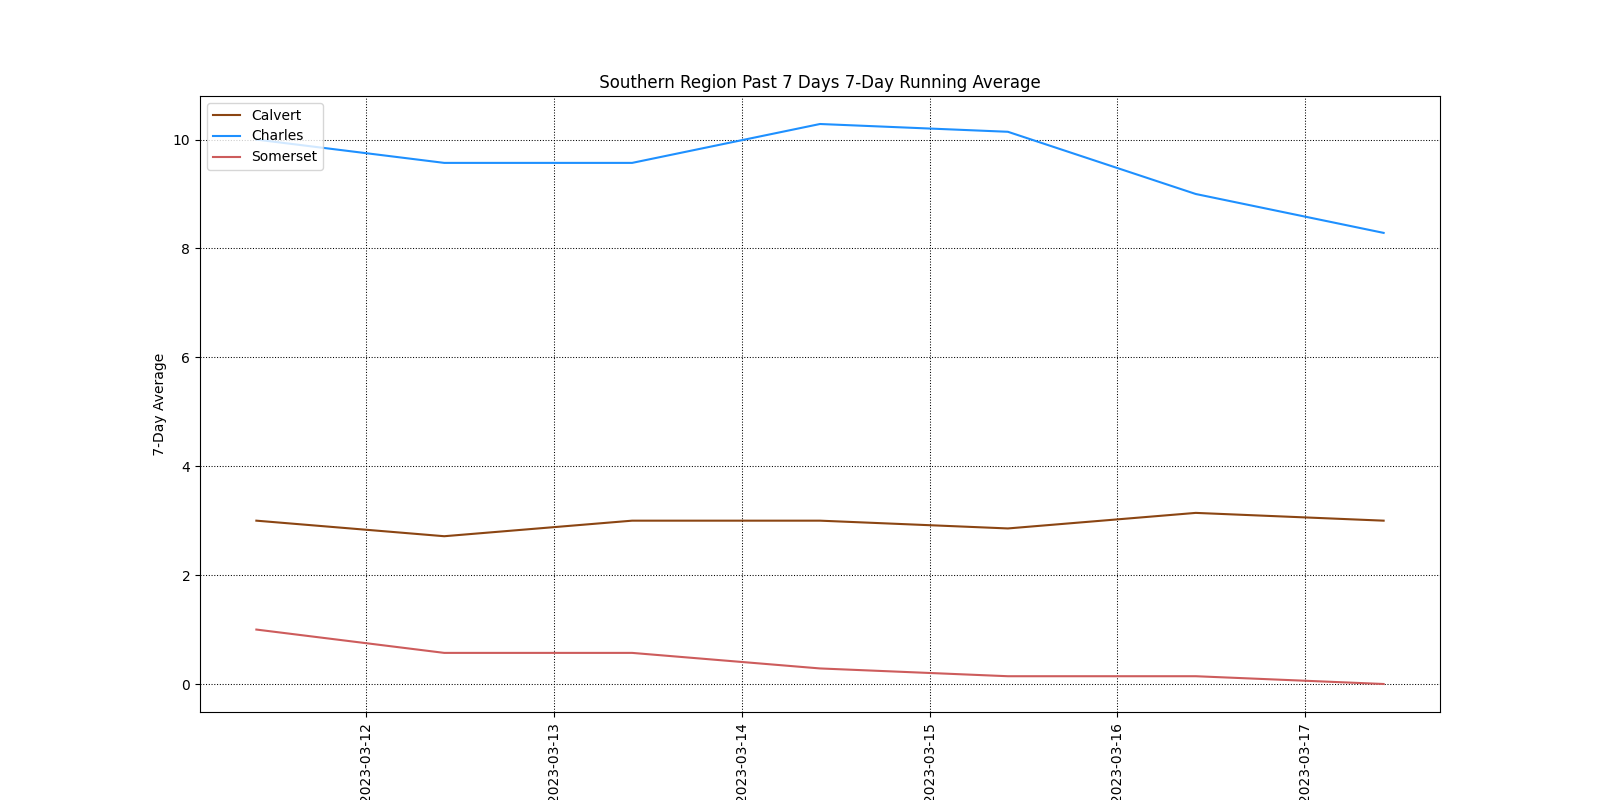 Southern Region Past 7 Days 7-Day Running Average
Calvert
Charles
Somerset
10
8
6
4
2
0
7-Day Average
2023-03-12
2023-03-13
2023-03-14
2023-03-15
2023-03-16
2023-03-17